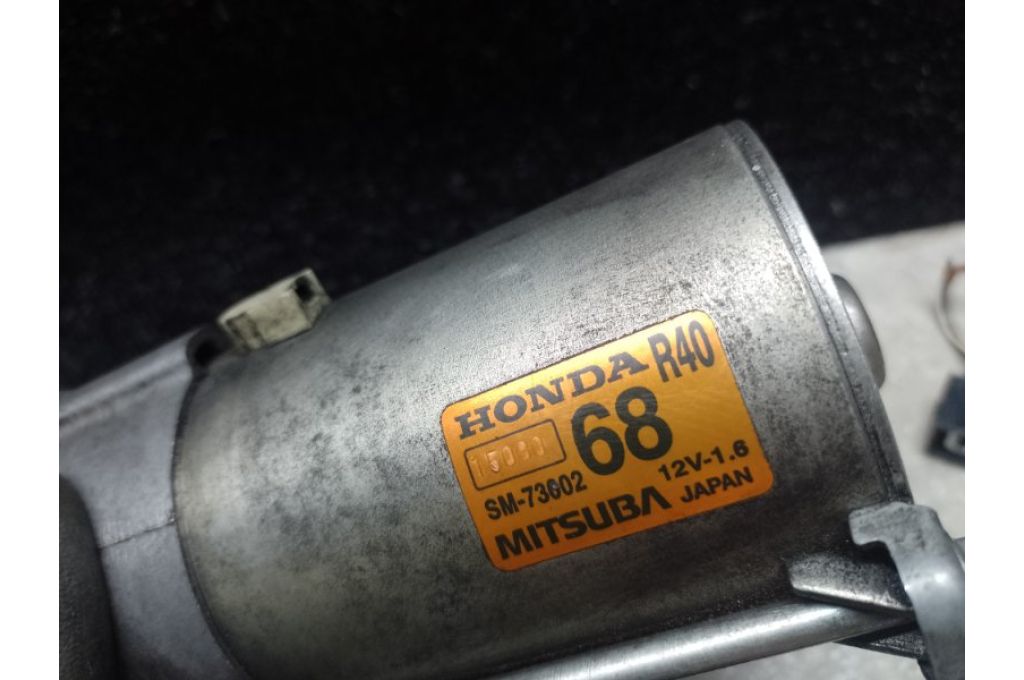 HONDA R40
68
SM-73602
12V-1.6
MITSUBA JAPAN